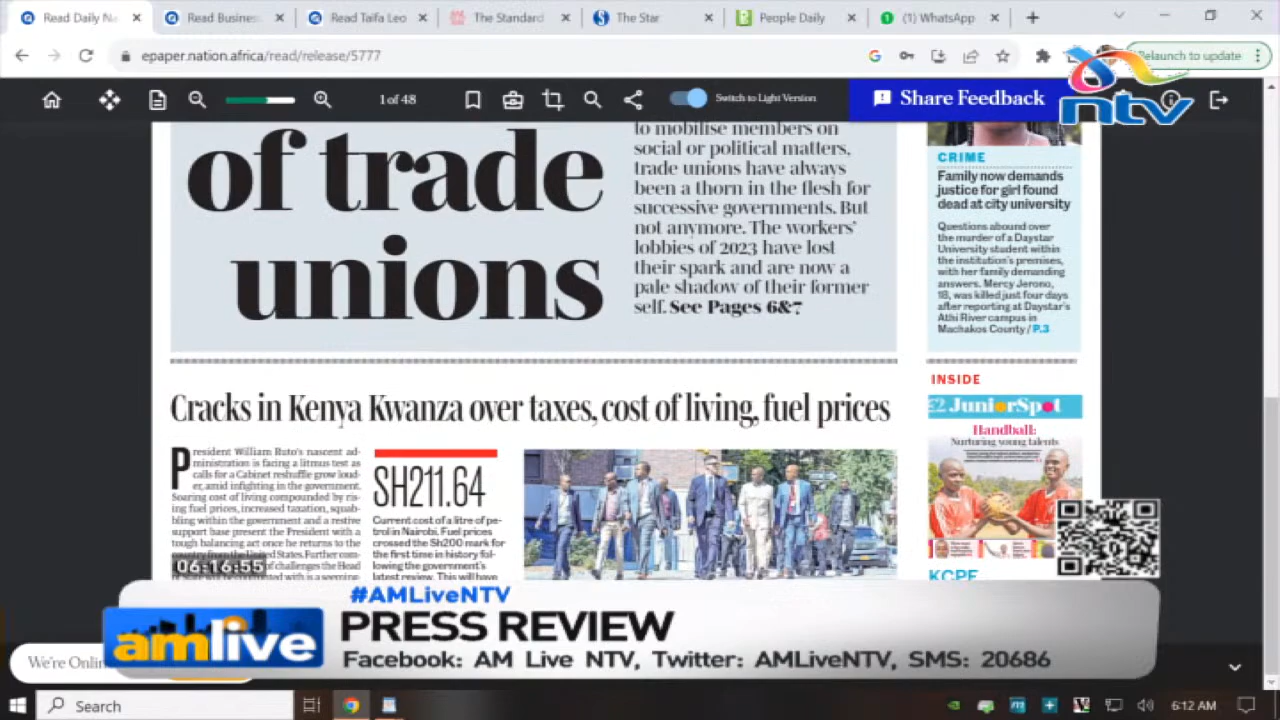 Read Daily Na
Read Busines
Read Taifa Leo
The Standard
The Star
People Daily
(1) WhatsApp
epaper.nation.africa/read/release/5777
Relaunch to update
1 of 48
Switch to Light Version
Share Feedback
ntv
of trade
unions
to mobilise members on
social or political matters,
trade unions have always
been a thorn in the flesh for
successive governments. But
not anymore. The workers'
lobbies of 2023 have lost
their spark and are now a
pale shadow of their former
self. See Pages 6&7
CRIME
Family now demands
justice for girl found
dead at city university
Questions abound over
the murder of a Daystar
University student within
the institution's premises,
with her family demanding
answers. Mercy Jerono,
18, was killed just four days
after reporting at Daystar's
Athi River campus in
Machakos County / P.3
Cracks in Kenya Kwanza over taxes, cost of living, fuel prices
President William Ruto's nascent ad-
ministration is facing a litmus test as
calls for a Cabinet reshuffle grow loud-
er, amid infighting in the government.
Soaring cost of living compounded by ris-
ing fuel prices, increased taxation, squab-
bling within the government and a restive
support base present the President with a
tough balancing act once he returns to the
country from the United States. Further com-
of challenges the Head
SH211.64
Current cost of a litre of pe-
trol in Nairobi. Fuel prices
crossed the Sh200 mark for
the first time in history fol-
lowing the government's
latest review. This will have
INSIDE
JuniorSpot
Handball:
Nurturing young talents
KCPE
06:16:55
#AMLiveNTV
amlive
PRESS REVIEW
Facebook: AM Live NTV, Twitter: AMLiveNTV, SMS: 20686
We're Onlin
Search
6:12 AM